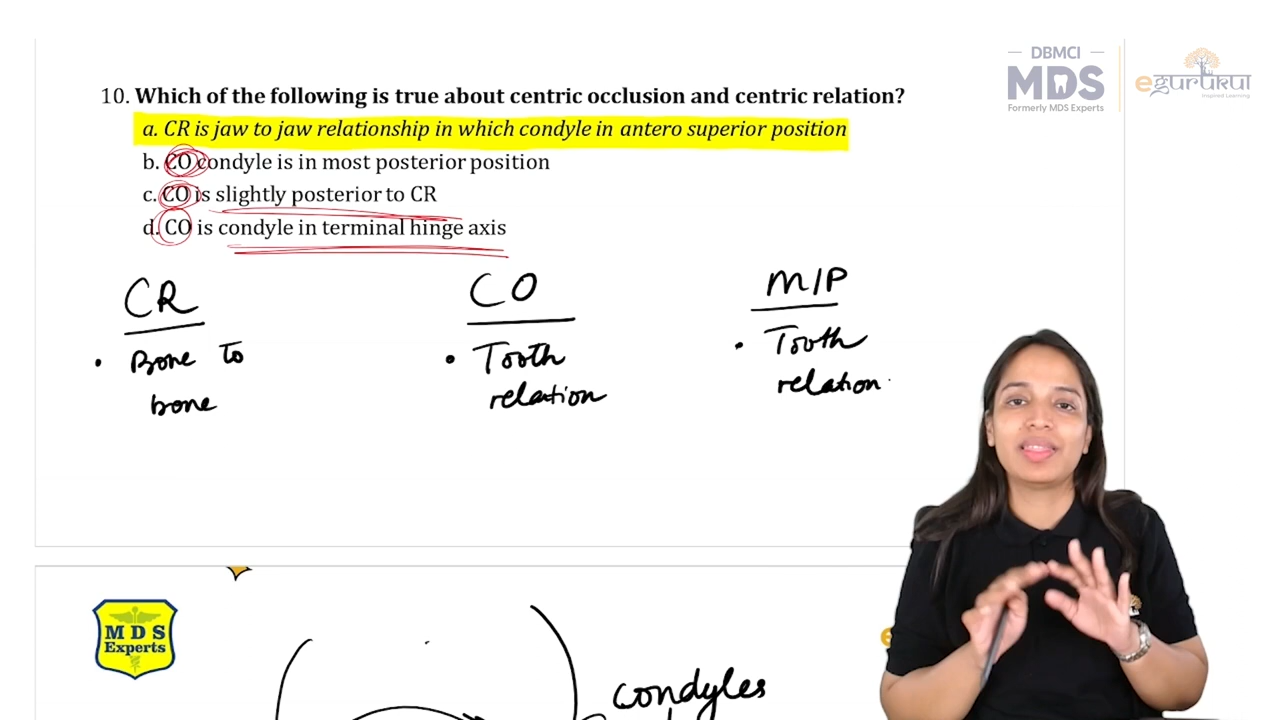 DBMCI
MDS
Formerly MDS Experts
egurukul
Inspired Learning
10. Which of the following is true about centric occlusion and centric relation?
a. CR is jaw to jaw relationship in which condyle in antero superior position
b. CO condyle is in most posterior position
c. CO is slightly posterior to CR
d. CO is condyle in terminal hinge axis
CR
• Bone to
bone
CO
• Tooth
relation
MIP
• Tooth
relation
MDS
Experts
condyles